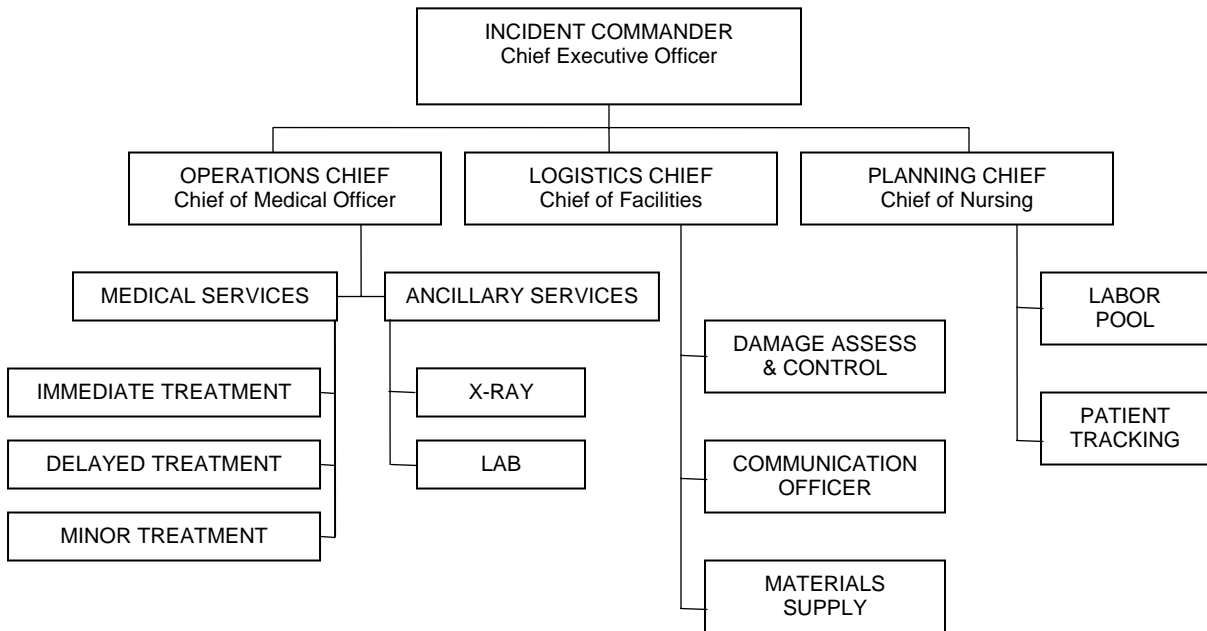 INCIDENT COMMANDER
Chief Executive Officer
OPERATIONS CHIEF
Chief of Medical Officer
LOGISTICS CHIEF
Chief of Facilities
PLANNING CHIEF
Chief of Nursing
MEDICAL SERVICES
ANCILLARY SERVICES
IMMEDIATE TREATMENT
DELAYED TREATMENT
MINOR TREATMENT
X-RAY
LAB
DAMAGE ASSESS
& CONTROL
COMMUNICATION
OFFICER
MATERIALS
SUPPLY
LABOR
POOL
PATIENT
TRACKING